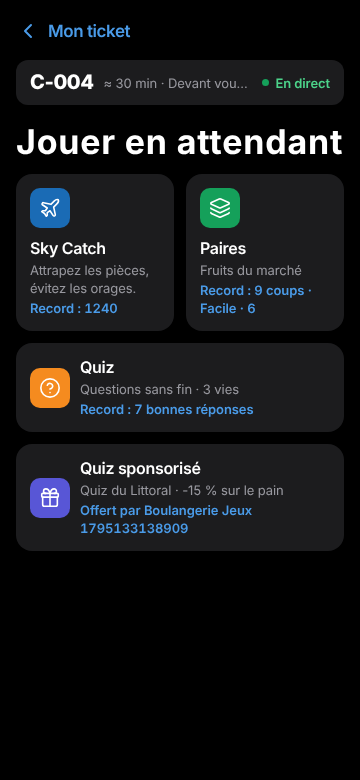 Mon ticket
C-004 ≈ 30 min · Devant vou... En direct
Jouer en attendant
Sky Catch
Attrapez les pièces,
évitez les orages.
Record : 1240
Paires
Fruits du marché
Record : 9 coups ·
Facile · 6
Quiz
Questions sans fin · 3 vies
Record : 7 bonnes réponses
Quiz sponsorisé
Quiz du Littoral · -15 % sur le pain
Offert par Boulangerie Jeux
1795133138909